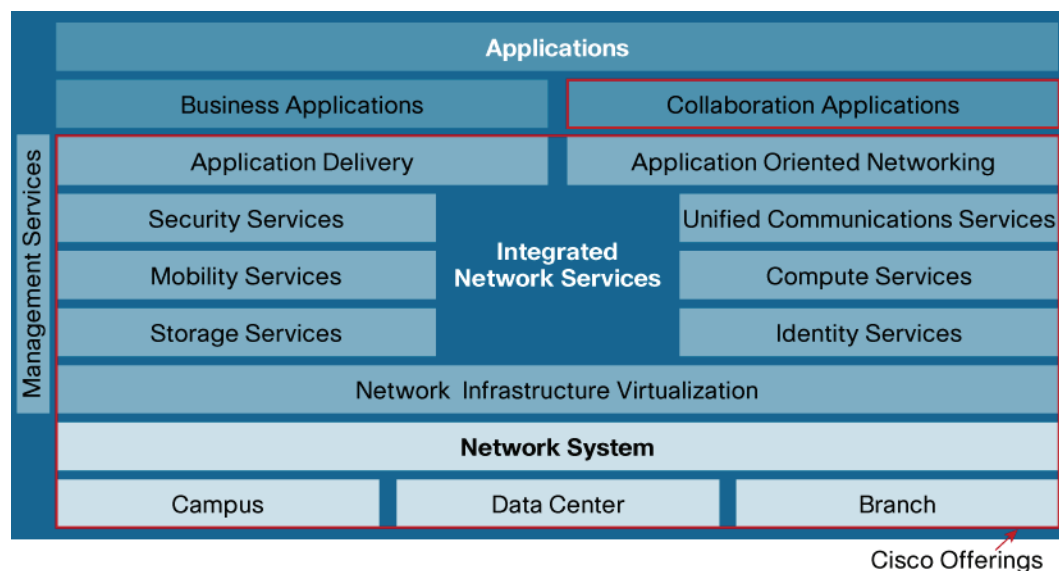 Applications
Business Applications
Collaboration Applications
Management Services
Application Delivery
Application Oriented Networking
Security Services
Unified Communications Services
Integrated
Network Services
Mobility Services
Compute Services
Storage Services
Identity Services
Network Infrastructure Virtualization
Network System
Campus
Data Center
Branch
Cisco Offerings